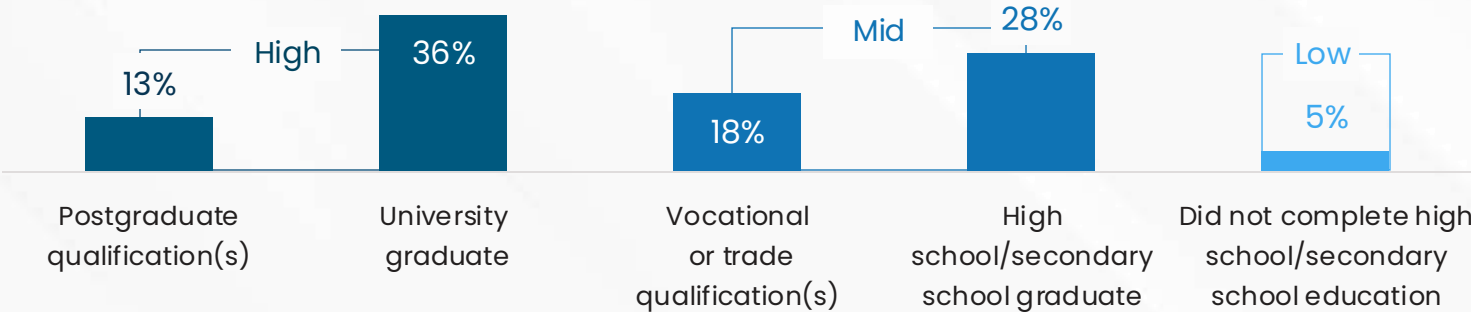 High
13%
36%
Mid
28%
18%
Low
5%
Postgraduate
qualification(s)
University
graduate
Vocational
or trade
qualification(s)
High
school/secondary
school graduate
Did not complete high
school/secondary
school education